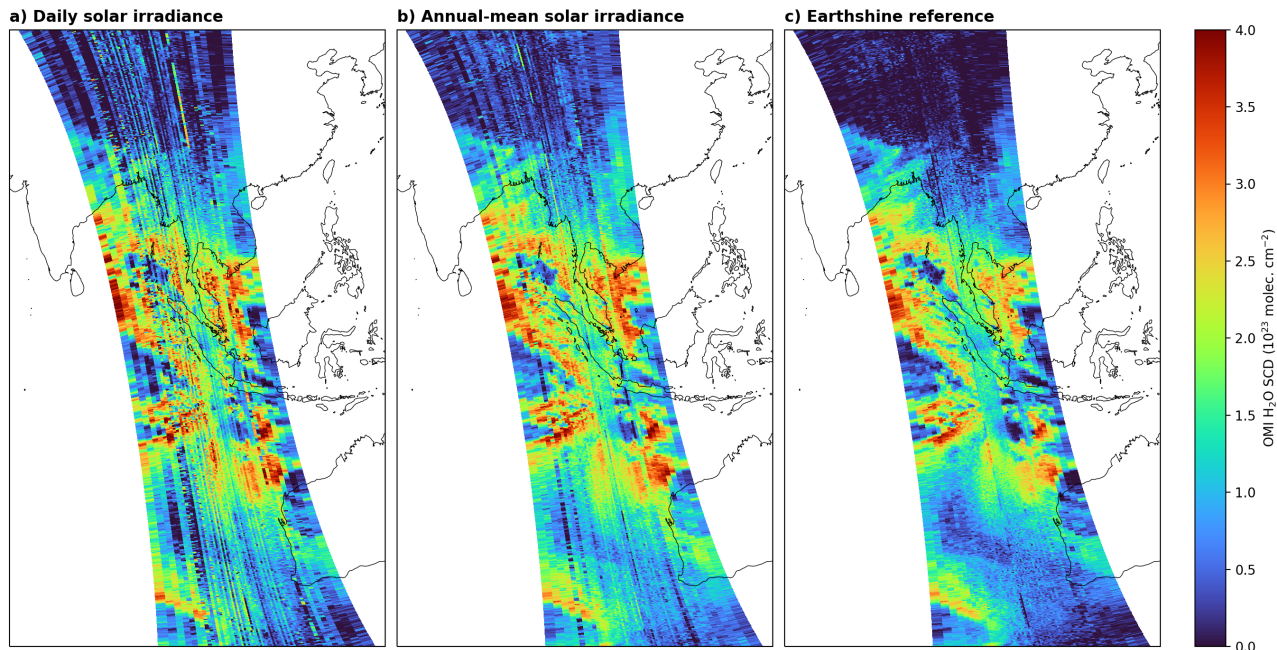 a) Daily solar irradiance
b) Annual-mean solar irradiance
c) Earthshine reference
4.0
3.5
3.0
2.5
2.0
1.5
1.0
0.5
0.0
OMI H₂O SCD (10²³ molec. cm⁻²)